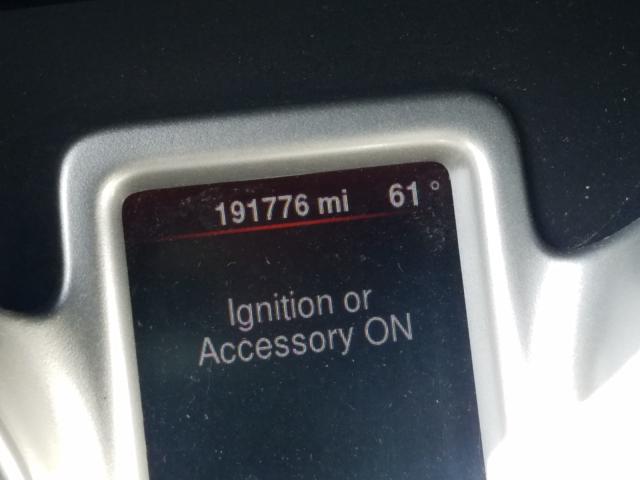 191776 mi 61°
Ignition or
Accessory ON